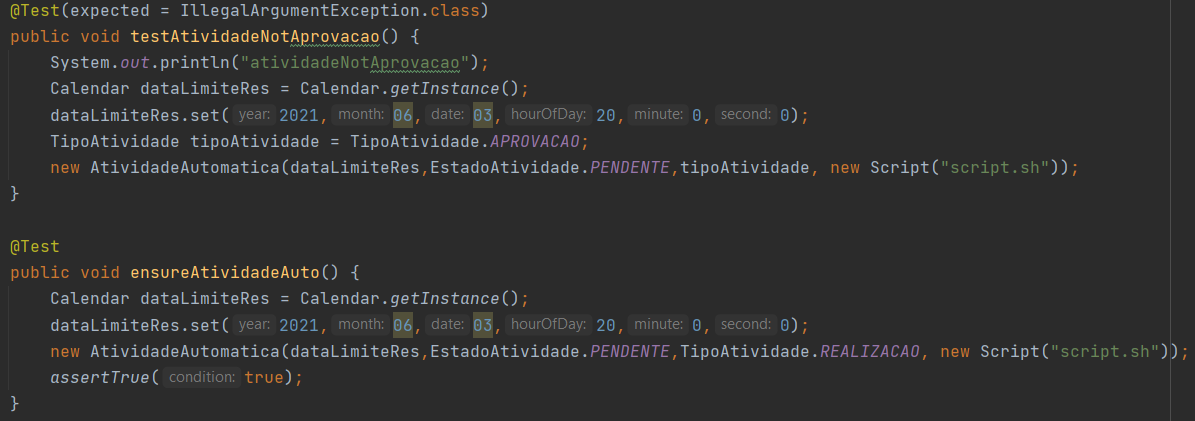 @Test(expected = IllegalArgumentException.class)
public void testAtividadeNotAprovacao() {
    System.out.println("atividadeNotAprovacao");
    Calendar dataLimiteRes = Calendar.getInstance();
    dataLimiteRes.set( year: 2021, month: 06, date: 03, hourOfDay: 20, minute: 0, second: 0);
    TipoAtividade tipoAtividade = TipoAtividade.APROVACAO;
    new AtividadeAutomatica(dataLimiteRes,EstadoAtividade.PENDENTE,tipoAtividade, new Script("script.sh"));
}

@Test
public void ensureAtividadeAuto() {
    Calendar dataLimiteRes = Calendar.getInstance();
    dataLimiteRes.set( year: 2021, month: 06, date: 03, hourOfDay: 20, minute: 0, second: 0);
    new AtividadeAutomatica(dataLimiteRes,EstadoAtividade.PENDENTE,TipoAtividade.REALIZACAO, new Script("script.sh"));
    assertTrue( condition: true);
}